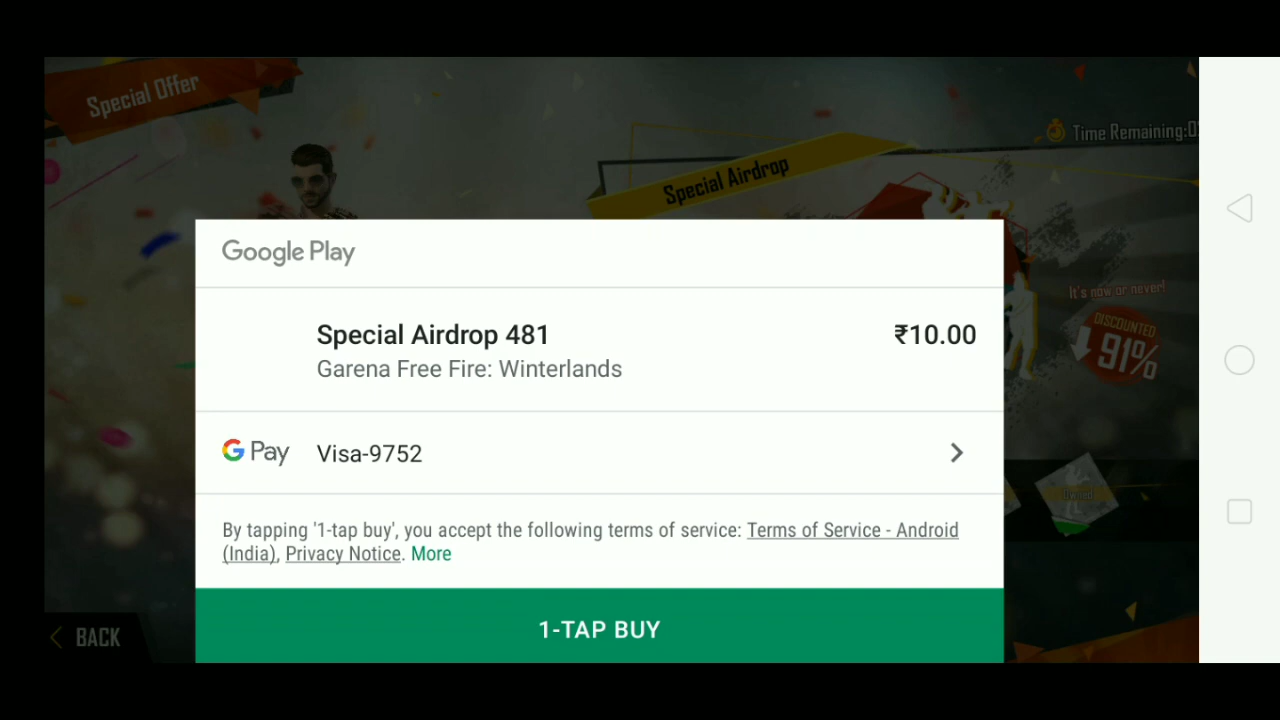 Special Offer
Time Remaining:0
Special Airdrop
Google Play
Special Airdrop 481
₹10.00
Garena Free Fire: Winterlands
It's now or never!
DISCOUNTED
91%
G Pay Visa-9752
Owned
By tapping '1-tap buy', you accept the following terms of service: Terms of Service - Android
(India), Privacy Notice. More
1-TAP BUY
BACK